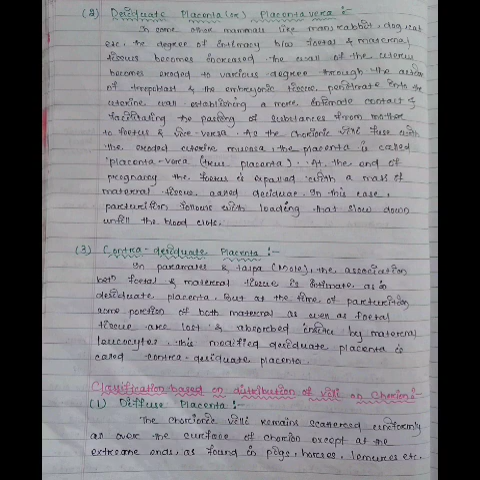 (2) Deciduate Placenta (or) Placenta vera :-
In some other mammals like man, rabbit, dog, cat
etc, the degree of intimacy b/w foetal & maternal
tissues becomes increased. the wall of the uterus
becomes eroded to various degree through the action
of tropoblast & the embryonic tissue, penitrate into the
uterine wall establishing a more intimate contact &
facilitating the passing of substances from mother
to foetus & vice-versa. As the chorionic villi fuse with
the eroded uterine mucosa, the placenta is called
'placenta-vera (true placenta). At the end of
pregnancy the foetus is expelled with a mass of
maternal tissue, called deciduae. In this case,
parturition follows with bleeding that slow down
until the blood clots.
(3) Contra-deciduate Placenta :-
In parameles & Talpa (Mole), the association
both foetal & maternal tissue is intimate, as in
deciduate placenta. But at the time of parturition
some portion of both maternal as even as foetal
tissue are lost & absorbed insitu by maternal
leucocytes. This modified deciduate placenta is
called contra-deciduate placenta.
Classification based on distribution of villi on Chorion :-
(1) Diffuse Placenta :-
The chorionic villi remains scattered uniformly
all over the surface of chorion except at the
extreme ends, as found in pigs, horses, lemures etc.